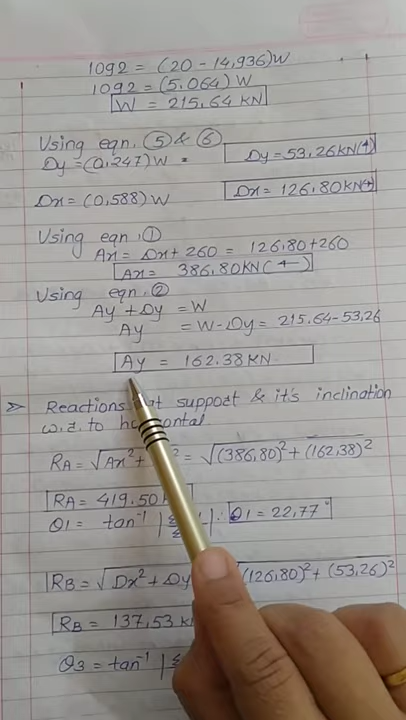 1092 = (20 - 14,936)W
1092 = (5.064) W
W = 215.64 KN
Using eqn. ⑤ & ⑥
Dy = (0,247)W = Dy = 53,26 KN(↑)
Dx = (0,588)W Dx = 126,80 KN(→)
Using eqn ①
Ax = Dx + 260 = 126,80 + 260
Ax = 386,80 KN (←)
Using eqn. ②
Ay + Dy = W
Ay = W - Dy = 215.64 - 53,26
Ay = 162.38 KN
➢ Reactions at support & it's inclination
w.r. to horizontal
RA = √Ax² + = √(386,80)² + (162,38)²
RA = 419.50 K
θ1 = tan⁻¹ | θ1 = 22,77°
RB = √Dx² + Dy (126,80)² + (53,26)²
RB = 137,53 K
θ3 = tan⁻¹ |